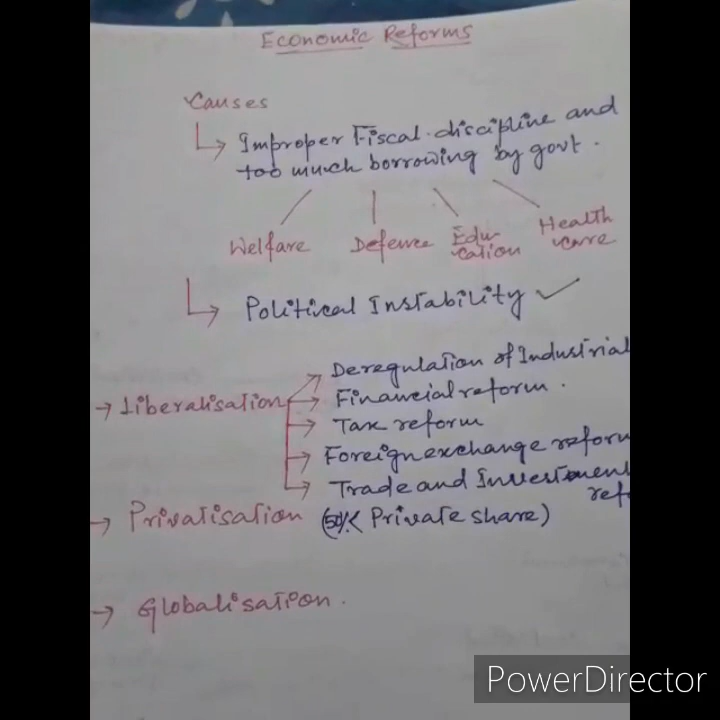 Economic Reforms
Causes
Improper Fiscal discipline and
too much borrowing by govt.
Welfare Defence Edu- Health
cation care
Political Instability
Deregulation of Industrial
→ Liberalisation Financial reform.
Tax reform
Foreign exchange reform
Trade and Investment
ref
→ Privatisation (50%< Private share)
→ Globalisation.
PowerDirector